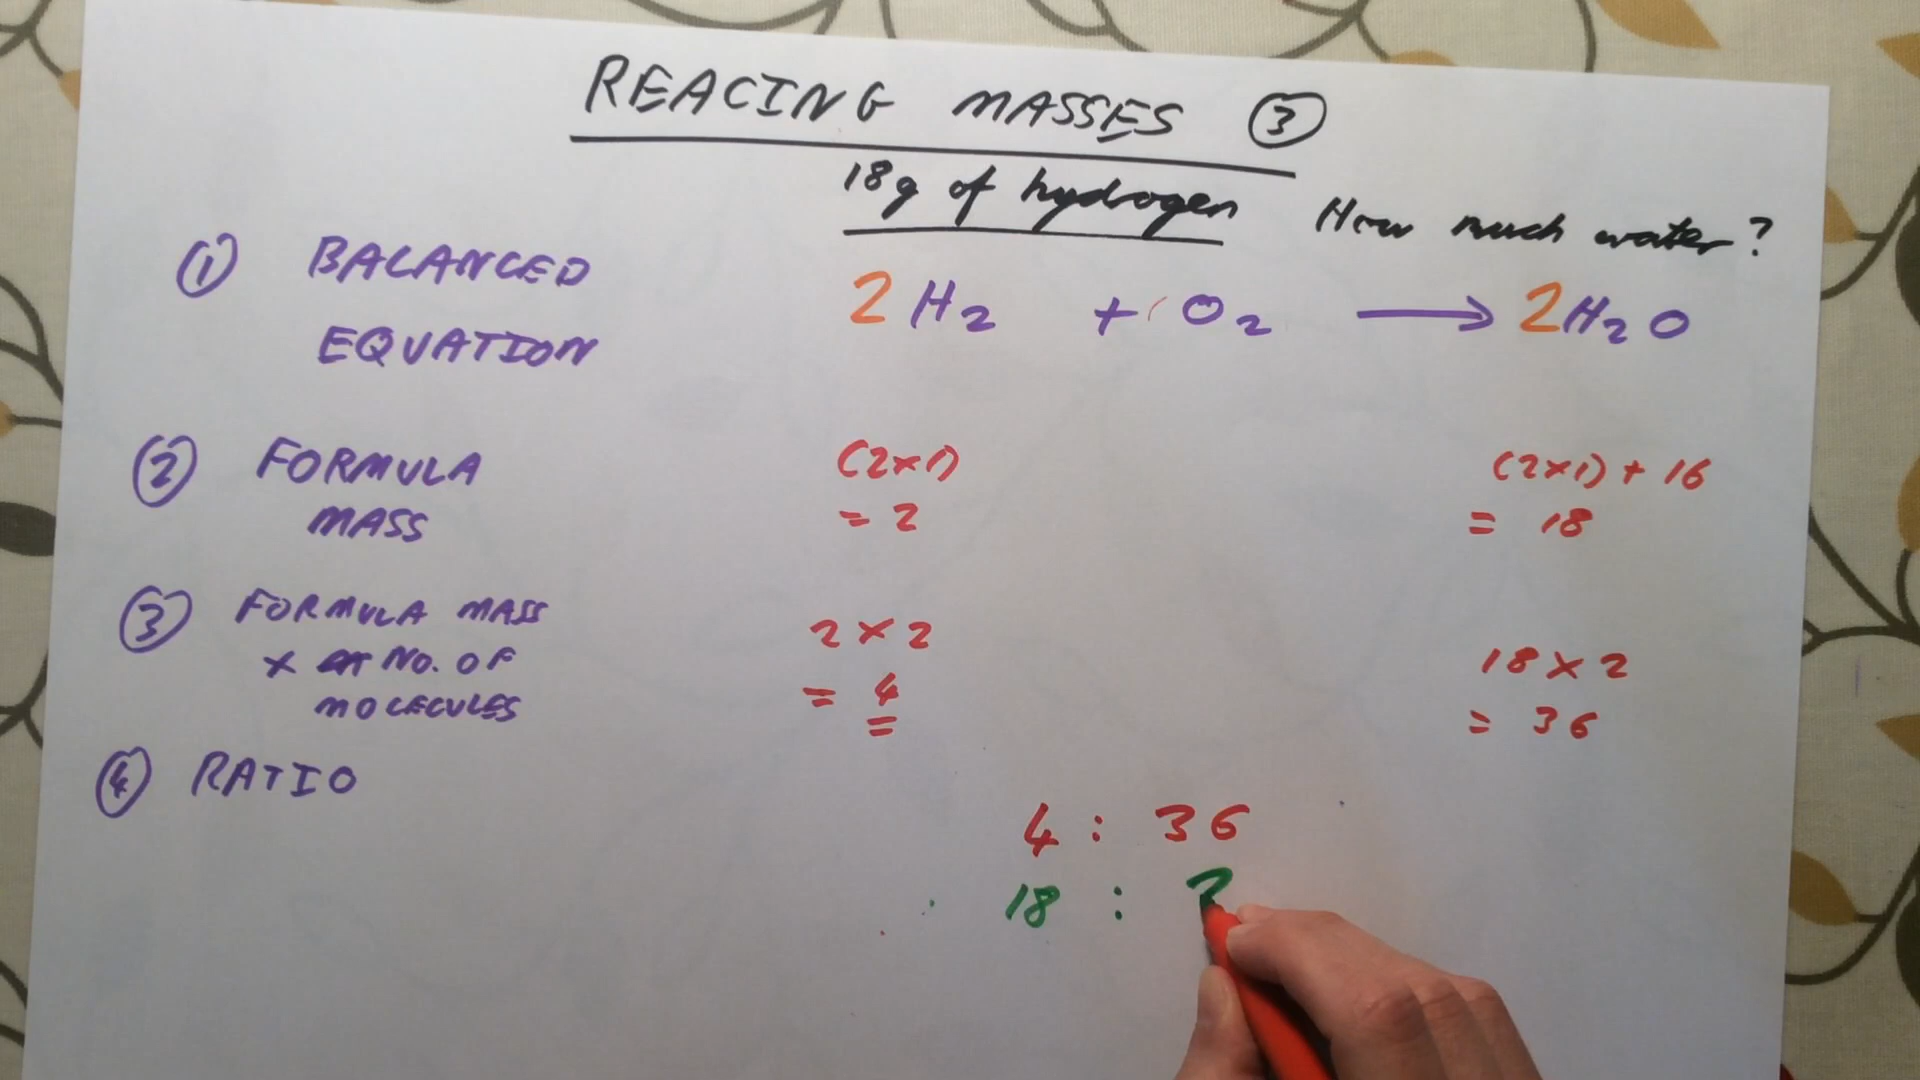 REACING MASSES ③
18g of hydrogen How much water?
① BALANCED
EQUATION
2H₂ + O₂ → 2H₂O
② FORMULA
MASS
(2×1)
= 2
(2×1) + 16
= 18
③ FORMULA MASS
× NO. OF
MOLECULES
2 × 2
= 4
18 × 2
= 36
④ RATIO
4 : 36
18 : ?